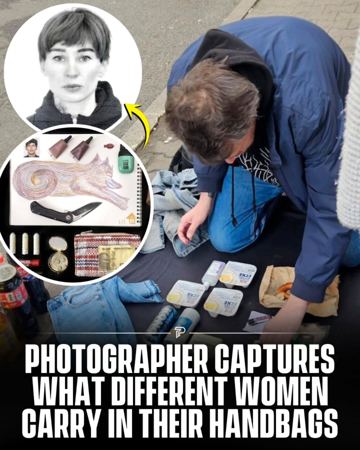 PHOTOGRAPHER CAPTURES
WHAT DIFFERENT WOMEN
CARRY IN THEIR HANDBAGS